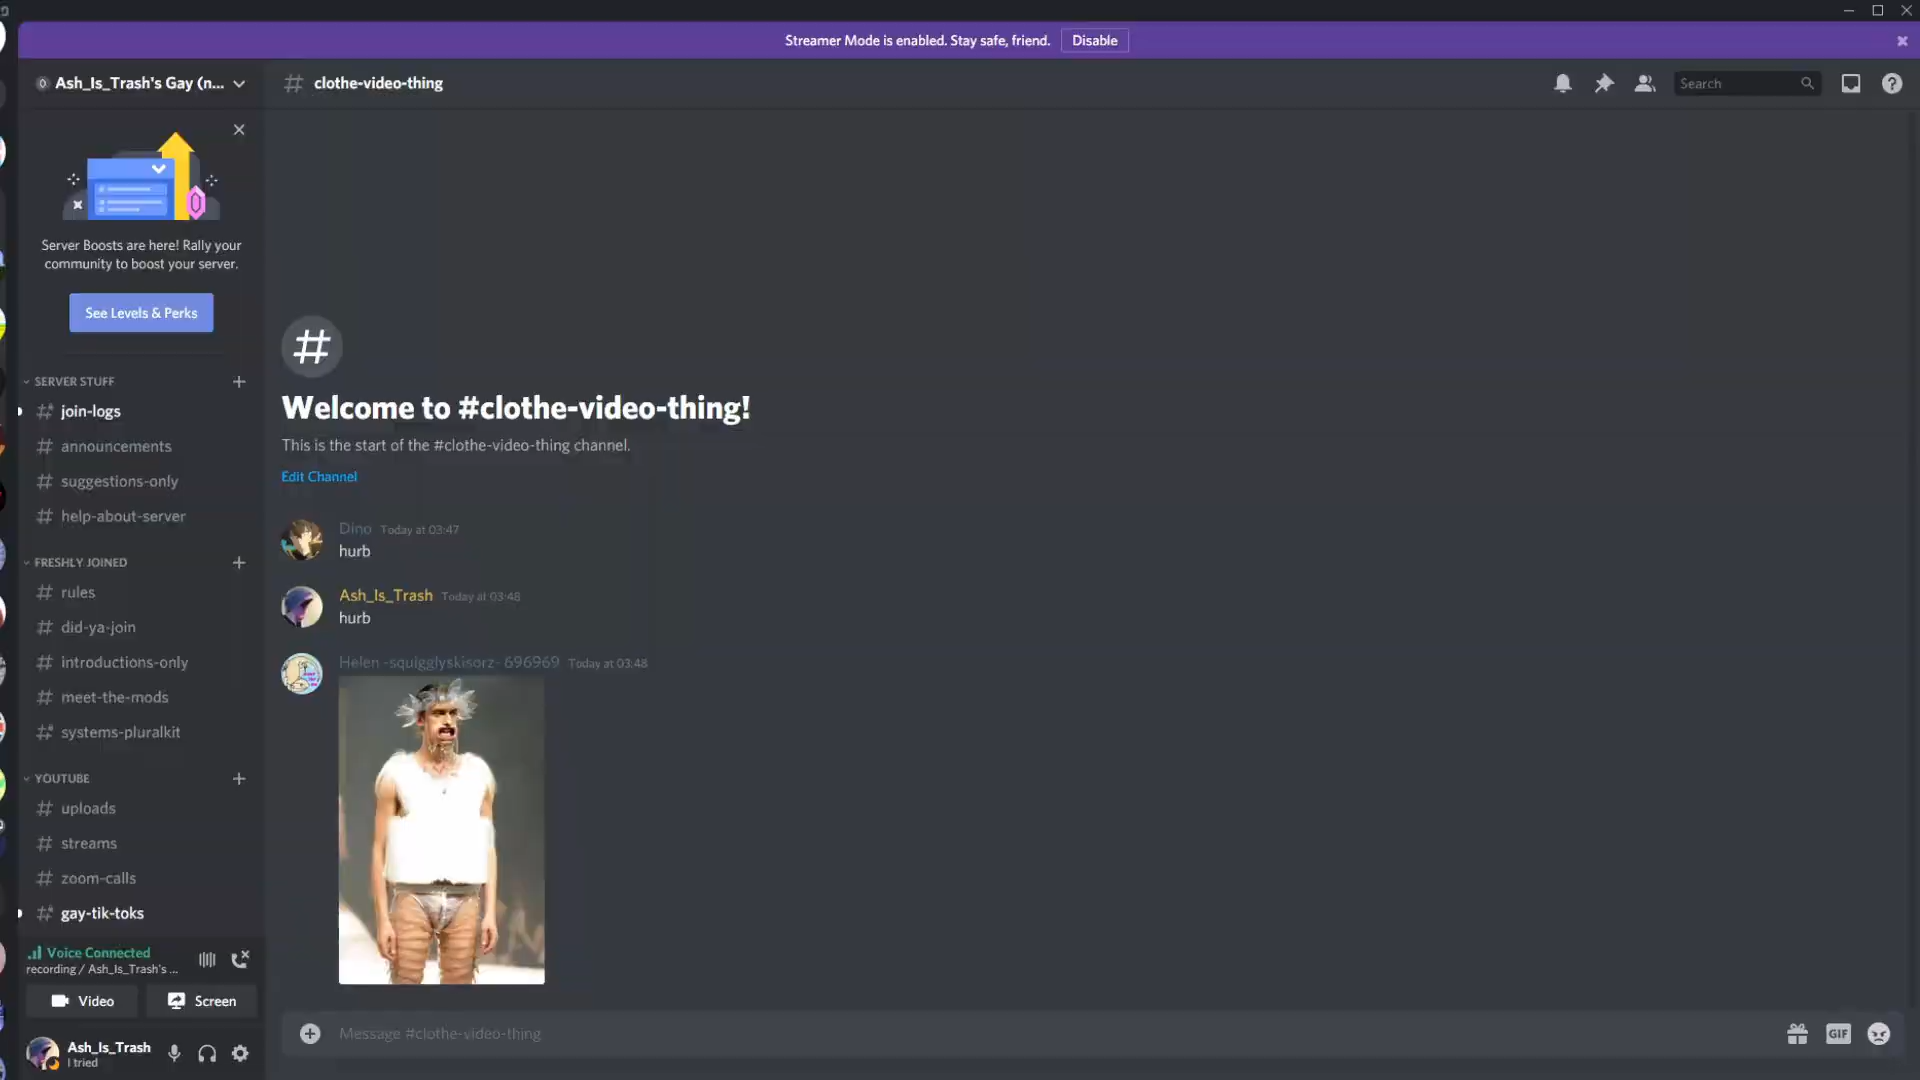 Streamer Mode is enabled. Stay safe, friend. Disable
Ash_Is_Trash's Gay (n...
clothe-video-thing
Search
Server Boosts are here! Rally your
community to boost your server.
See Levels & Perks
SERVER STUFF
join-logs
announcements
suggestions-only
help-about-server
FRESHLY JOINED
rules
did-ya-join
introductions-only
meet-the-mods
systems-pluralkit
YOUTUBE
uploads
streams
zoom-calls
gay-tik-toks
Voice Connected
recording / Ash_Is_Trash's ...
Video Screen
Ash_Is_Trash
I tried
#
Welcome to #clothe-video-thing!
This is the start of the #clothe-video-thing channel.
Edit Channel
Dino Today at 03:47
hurb
Ash_Is_Trash Today at 03:48
hurb
Helen -squigglyskisorz- 696969 Today at 03:48
Message #clothe-video-thing
GIF